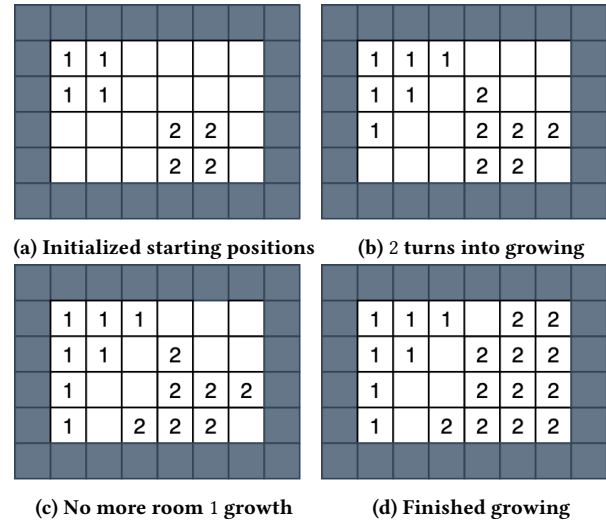 1 1 1 1 1
1 1 1 1 2
2 2 1 2 2 2
2 2 2 2
(a) Initialized starting positions (b) 2 turns into growing
1 1 1 1 1 1 2 2
1 1 2 1 1 2 2 2
1 2 2 2 1 2 2 2
1 2 2 2 1 2 2 2 2
(c) No more room 1 growth (d) Finished growing